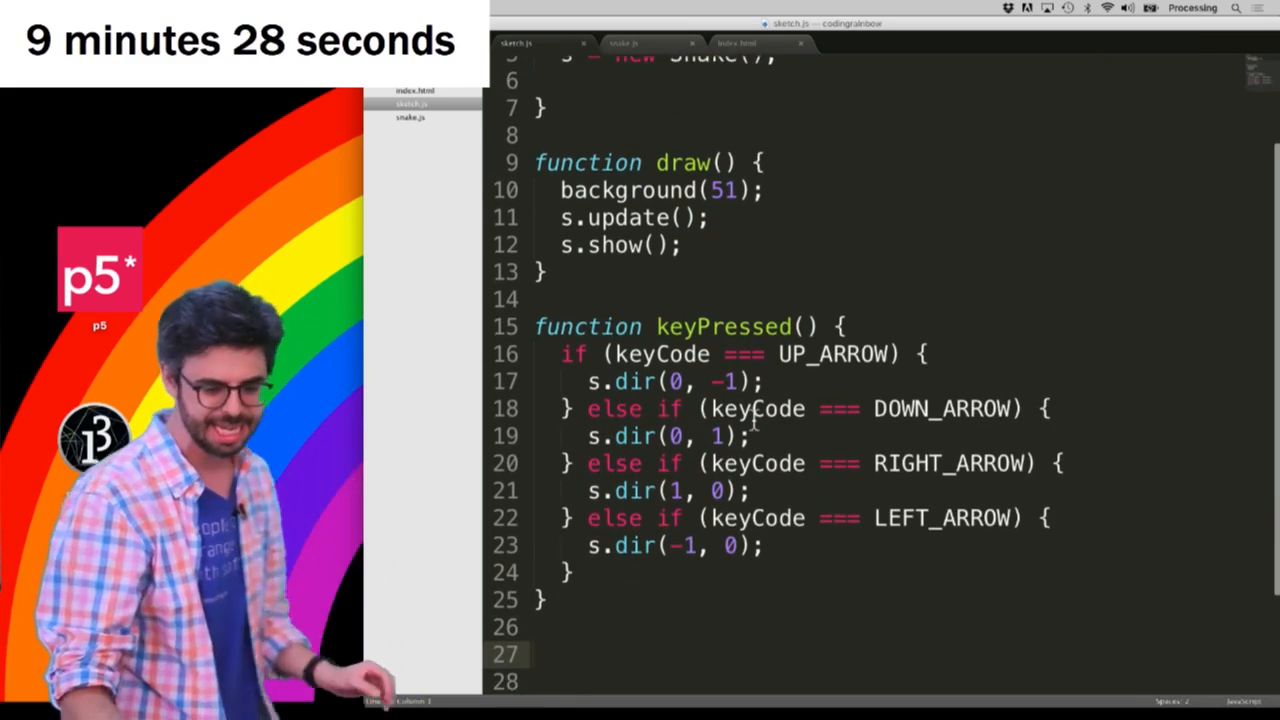 9 minutes 28 seconds
Processing
sketch.js — codingrainbow
sketch.js
snake.js
index.html
index.html
sketch.js
snake.js
5 s = new Snake();
6
7 }
8
9 function draw() {
10 background(51);
11 s.update();
12 s.show();
13 }
14
15 function keyPressed() {
16 if (keyCode === UP_ARROW) {
17 s.dir(0, -1);
18 } else if (keyCode === DOWN_ARROW) {
19 s.dir(0, 1);
20 } else if (keyCode === RIGHT_ARROW) {
21 s.dir(1, 0);
22 } else if (keyCode === LEFT_ARROW) {
23 s.dir(-1, 0);
24 }
25 }
26
27
28
p5*
p5
i3
Column 1
Spaces: 2
JavaScript